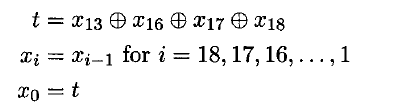 t = x₁₃ ⊕ x₁₆ ⊕ x₁₇ ⊕ x₁₈
xᵢ = xᵢ₋₁ for i = 18, 17, 16, . . . , 1
x₀ = t